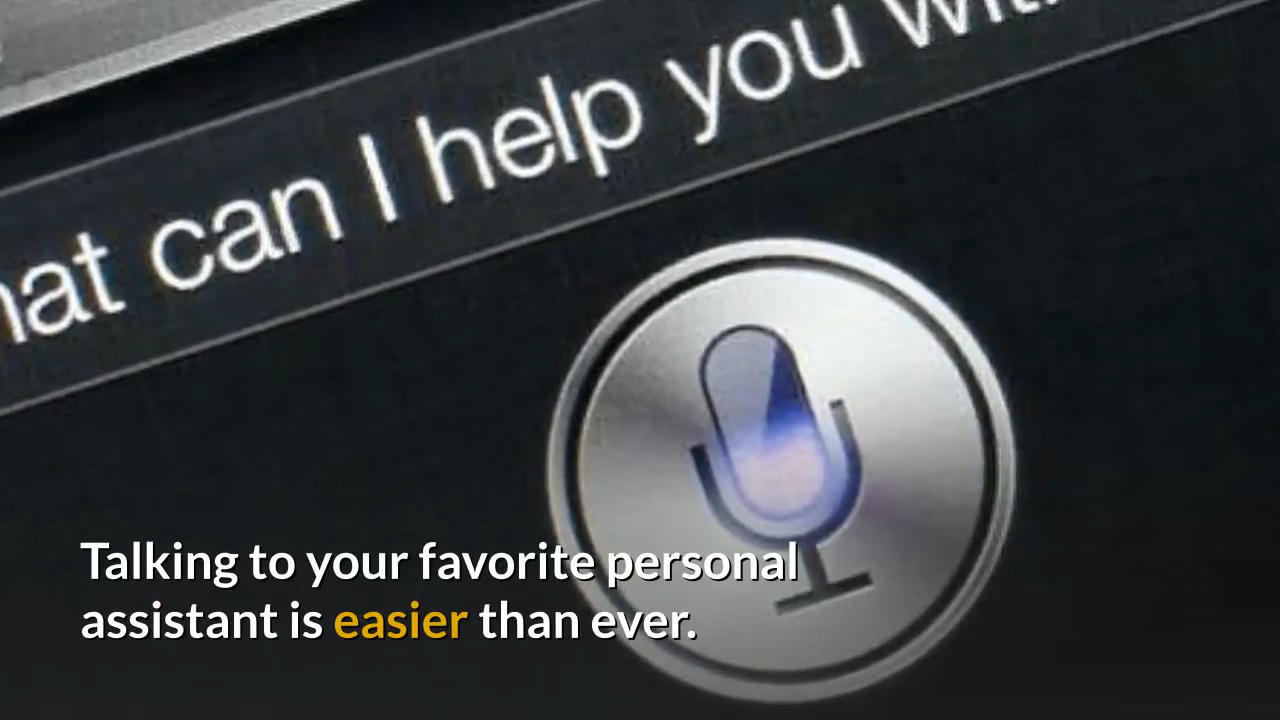 can I help you
Talking to your favorite personal
assistant is easier than ever.